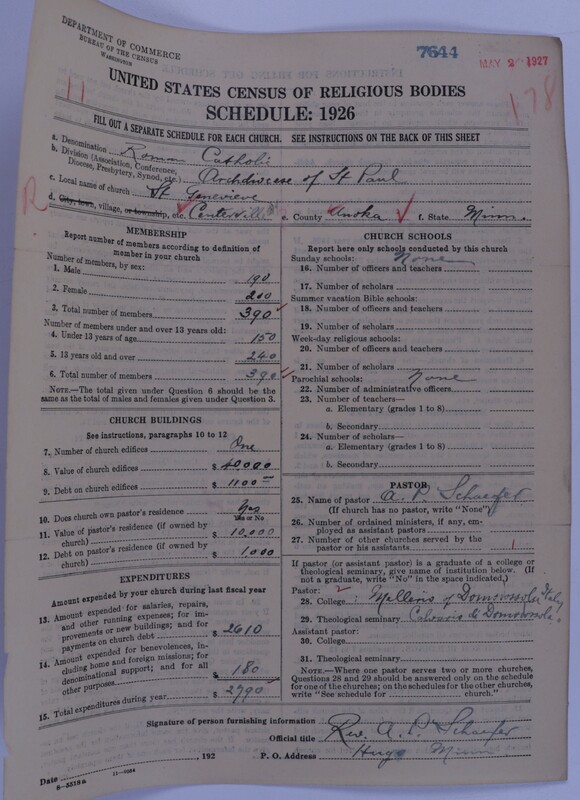 DEPARTMENT OF COMMERCE
BUREAU OF THE CENSUS
WASHINGTON
7644
MAY 2 1927
11
1.78
UNITED STATES CENSUS OF RELIGIOUS BODIES
SCHEDULE: 1926
FILL OUT A SEPARATE SCHEDULE FOR EACH CHURCH. SEE INSTRUCTIONS ON THE BACK OF THIS SHEET
a. Denomination Roman Catholic
b. Division (Association, Conference, Diocese, Presbytery, Synod, etc.) Archdiocese of St Paul
c. Local name of church St. Genevieve
R
d. City, town, village, or township, etc. Centerville e. County Anoka f. State Minn.
MEMBERSHIP
Report number of members according to definition of member in your church
Number of members, by sex:
1. Male 190
2. Female 200
3. Total number of members 390
Number of members under and over 13 years old:
4. Under 13 years of age 150
5. 13 years old and over 240
6. Total number of members 390
NOTE.—The total given under Question 6 should be the same as the total of males and females given under Question 3.
CHURCH BUILDINGS
See instructions, paragraphs 10 to 12
7. Number of church edifices One
8. Value of church edifices $ 40000
9. Debt on church edifices $ 1100
10. Does church own pastor's residence Yes
Yes or No
11. Value of pastor's residence (if owned by church) $ 10,000
12. Debt on pastor's residence (if owned by church) $ 1000
EXPENDITURES
Amount expended by your church during last fiscal year
13. Amount expended for salaries, repairs, and other running expenses; for improvements or new buildings; and for payments on church debt $ 2610
14. Amount expended for benevolences, including home and foreign missions; for denominational support; and for all other purposes $ 180
15. Total expenditures during year $ 2790
CHURCH SCHOOLS
Report here only schools conducted by this church
Sunday schools: None
16. Number of officers and teachers
17. Number of scholars
Summer vacation Bible schools:
18. Number of officers and teachers
19. Number of scholars
Week-day religious schools:
20. Number of officers and teachers
21. Number of scholars
Parochial schools: None
22. Number of administrative officers
23. Number of teachers—
a. Elementary (grades 1 to 8)
b. Secondary
24. Number of scholars—
a. Elementary (grades 1 to 8)
b. Secondary
PASTOR
25. Name of pastor A. P. Schaefer
(If church has no pastor, write "None")
26. Number of ordained ministers, if any, employed as assistant pastors
27. Number of other churches served by the pastor or his assistants 1
If pastor (or assistant pastor) is a graduate of a college or theological seminary, give name of institution below. (If not a graduate, write "No" in the space indicated.)
Pastor: 2
28. College: Mellerio of Domodossola Italy
29. Theological seminary di Domodossola
Assistant pastor:
30. College
31. Theological seminary
NOTE.—Where one pastor serves two or more churches, Questions 28 and 29 should be answered only on the schedule for one of the churches; on the schedules for the other churches, write "See schedule for church."
Signature of person furnishing information Rev. A. P. Schaefer
Official title
Date , 192 P. O. Address Hugo Minn
8-5518a 11-9084